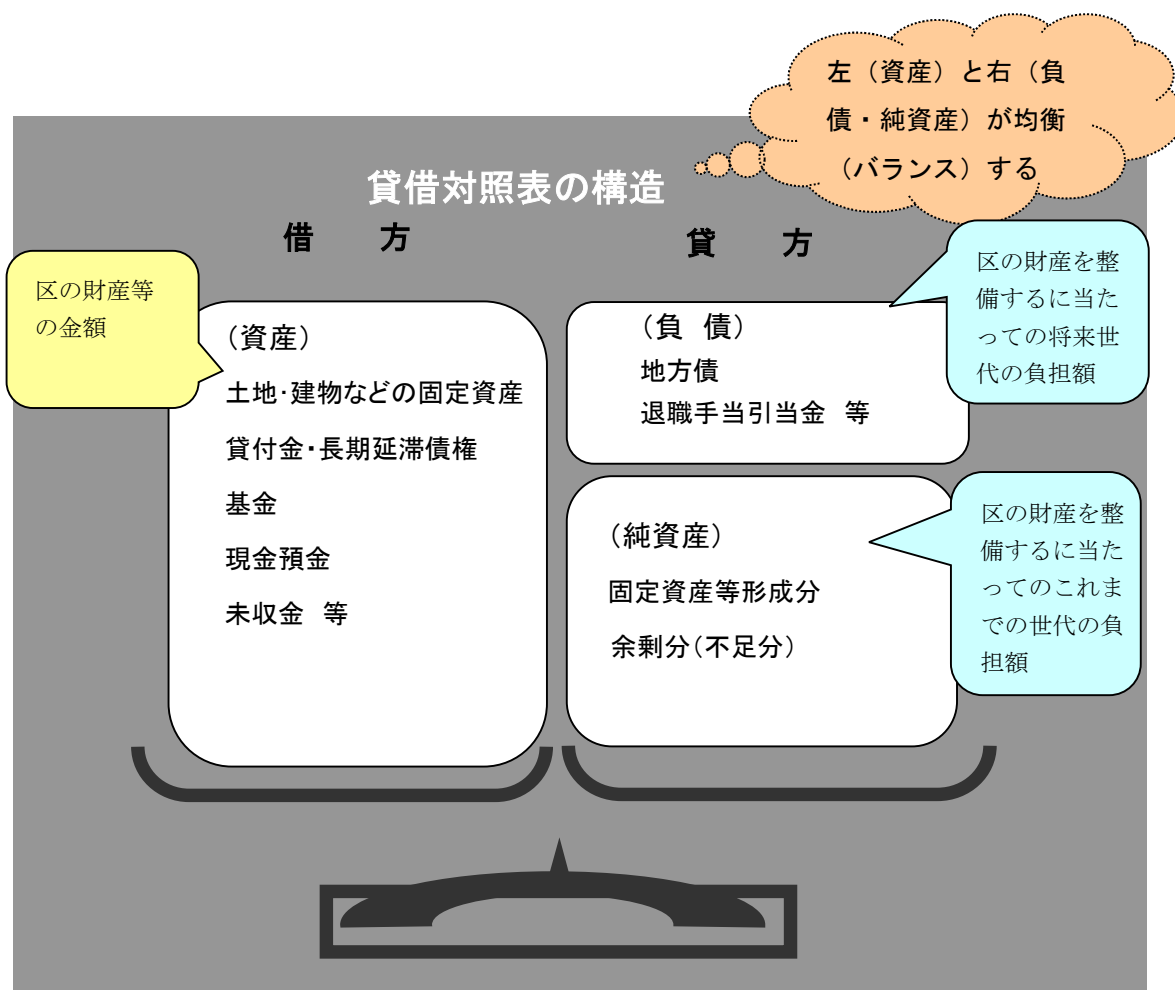 左（資産）と右（負
債・純資産）が均衡
（バランス）する
貸借対照表の構造
借　方
貸　方
区の財産等
の金額
（資産）
土地･建物などの固定資産
貸付金・長期延滞債権
基金
現金預金
未収金　等
（負　債）
地方債
退職手当引当金　等
区の財産を整
備するに当た
っての将来世
代の負担額
（純資産）
固定資産等形成分
余剰分（不足分）
区の財産を整
備するに当た
ってのこれま
での世代の負
担額